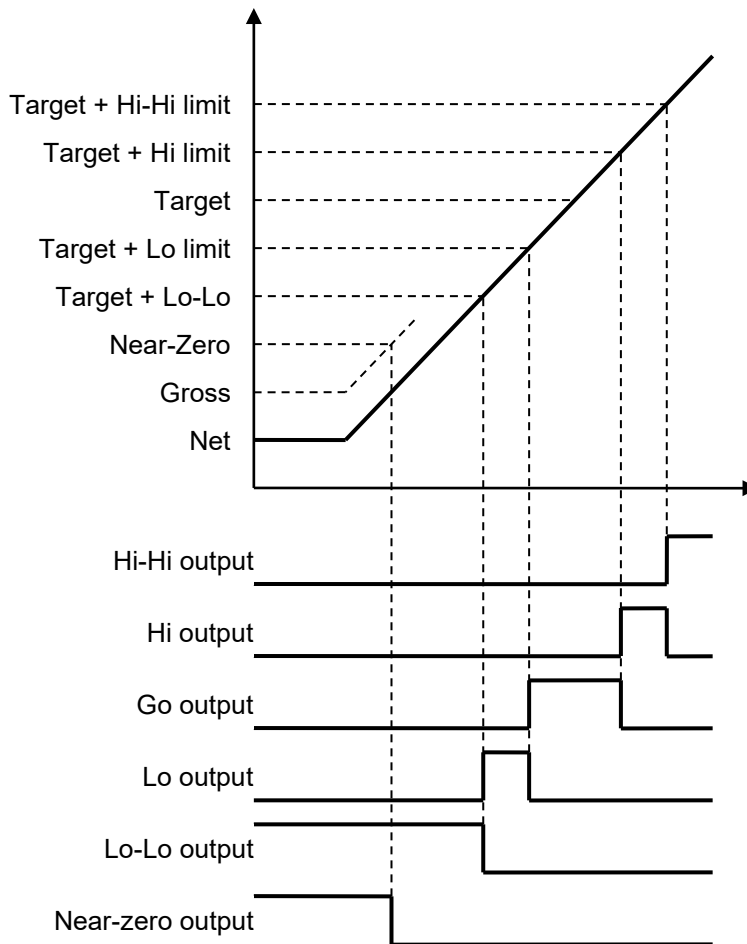 Target + Hi-Hi limit
Target + Hi limit
Target
Target + Lo limit
Target + Lo-Lo
Near-Zero
Gross
Net
Hi-Hi output
Hi output
Go output
Lo output
Lo-Lo output
Near-zero output